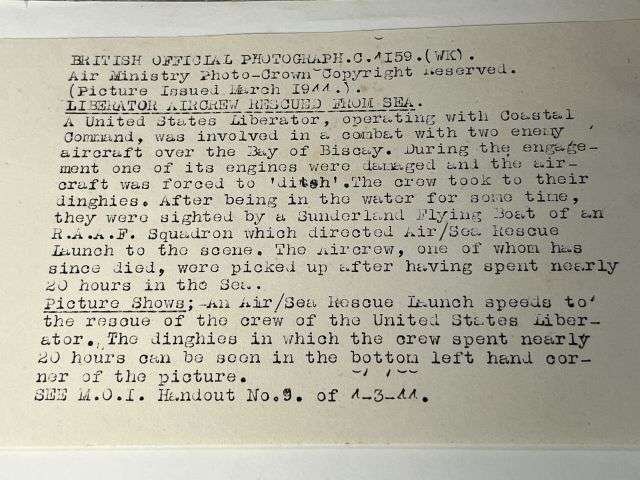 BRITISH OFFICIAL PHOTOGRAPH.C.4159.(WK).
Air Ministry Photo-Crown Copyright Reserved.
(Picture Issued March 1944.).
LIBERATOR AIRCREW RESCUED FROM SEA.
A United States Liberator, operating with Coastal
Command, was involved in a combat with two enemy
aircraft over the Bay of Biscay. During the engage-
ment one of its engines were damaged and the air-
craft was forced to 'ditch'.The crew took to their
dinghies. After being in the water for some time,
they were sighted by a Sunderland Flying Boat of an
R.A.A.F. Squadron which directed Air/Sea Rescue
Launch to the scene. The Aircrew, one of whom has
since died, were picked up after having spent nearly
20 hours in the Sea..
Picture Shows; An Air/Sea Rescue Launch speeds to
the rescue of the crew of the United States Liber-
ator. The dinghies in which the crew spent nearly
20 hours can be seen in the bottom left hand cor-
ner of the picture.
SEE M.O.I. Handout No.9. of 4-3-44.